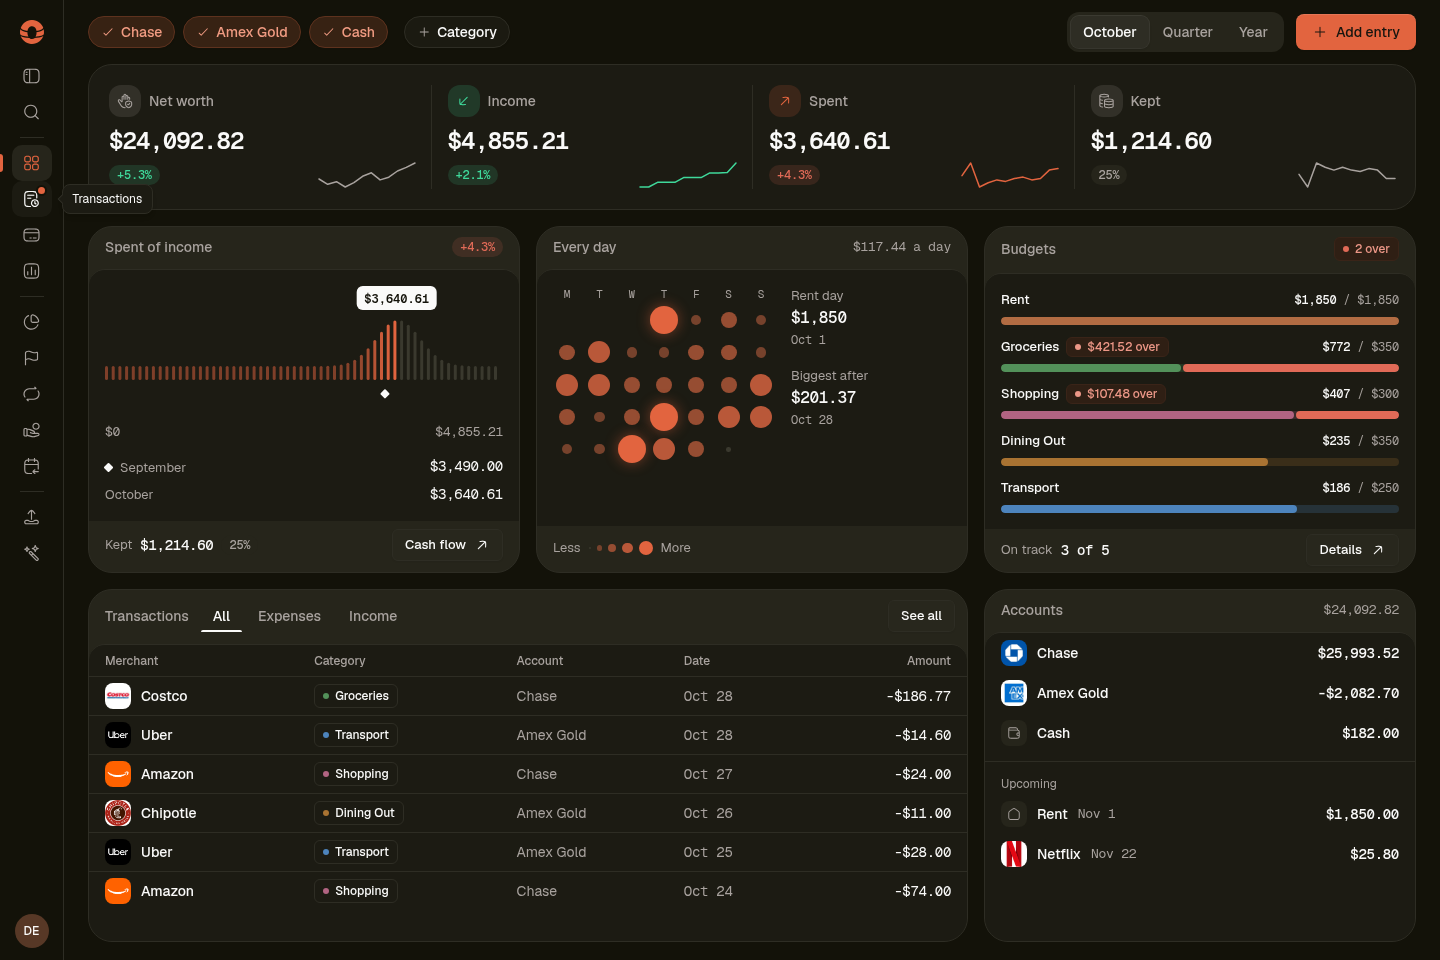 Chase
Amex Gold
Cash
Category
October
Quarter
Year
Add entry
Net worth
$24,092.82
+5.3%
Income
$4,855.21
+2.1%
Spent
$3,640.61
+4.3%
Kept
$1,214.60
25%
Transactions
Spent of income
+4.3%
$3,640.61
$0
$4,855.21
September
$3,490.00
October
$3,640.61
Kept $1,214.60 25%
Cash flow
Every day
$117.44 a day
M T W T F S S
Rent day
$1,850
Oct 1
Biggest after
$201.37
Oct 28
Less
More
Budgets
2 over
Rent
$1,850 / $1,850
Groceries
$421.52 over
$772 / $350
Shopping
$107.48 over
$407 / $300
Dining Out
$235 / $350
Transport
$186 / $250
On track 3 of 5
Details
Transactions
All
Expenses
Income
See all
Merchant Category Account Date Amount
Costco Groceries Chase Oct 28 -$186.77
Uber Uber Transport Amex Gold Oct 28 -$14.60
Amazon Shopping Chase Oct 27 -$24.00
Chipotle Dining Out Amex Gold Oct 26 -$11.00
Uber Uber Transport Amex Gold Oct 25 -$28.00
Amazon Shopping Chase Oct 24 -$74.00
Accounts
$24,092.82
Chase
$25,993.52
Amex Gold
-$2,082.70
Cash
$182.00
Upcoming
Rent Nov 1
$1,850.00
Netflix Nov 22
$25.80
DE